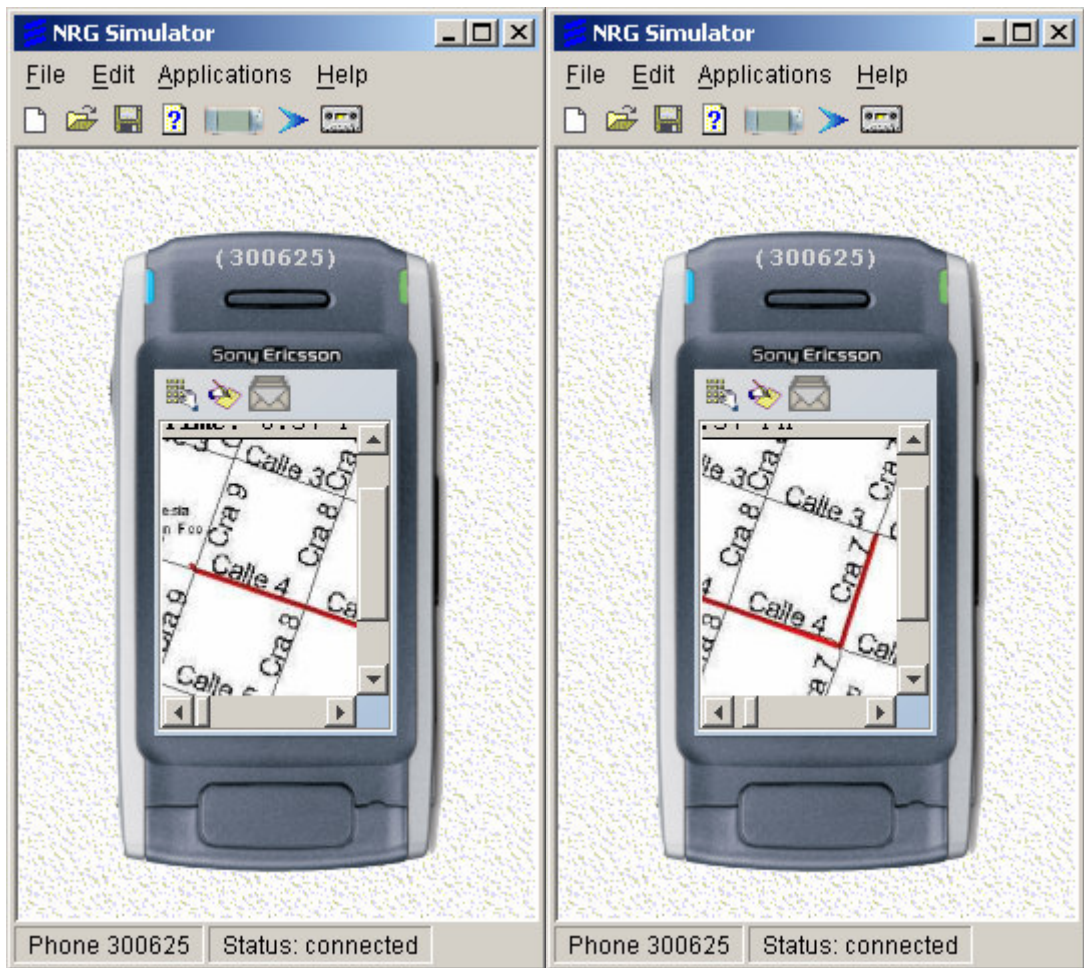 NRG Simulator
File Edit Applications Help
(300625)
Sony Ericsson
Calle 3
Cra 9
Cra 8
Calle 4
Cra 9
Cra 8
Phone 300625
Status: connected
NRG Simulator
File Edit Applications Help
(300625)
Sony Ericsson
Calle 3
Cra 8
Cra 7
Calle 4
Phone 300625
Status: connected